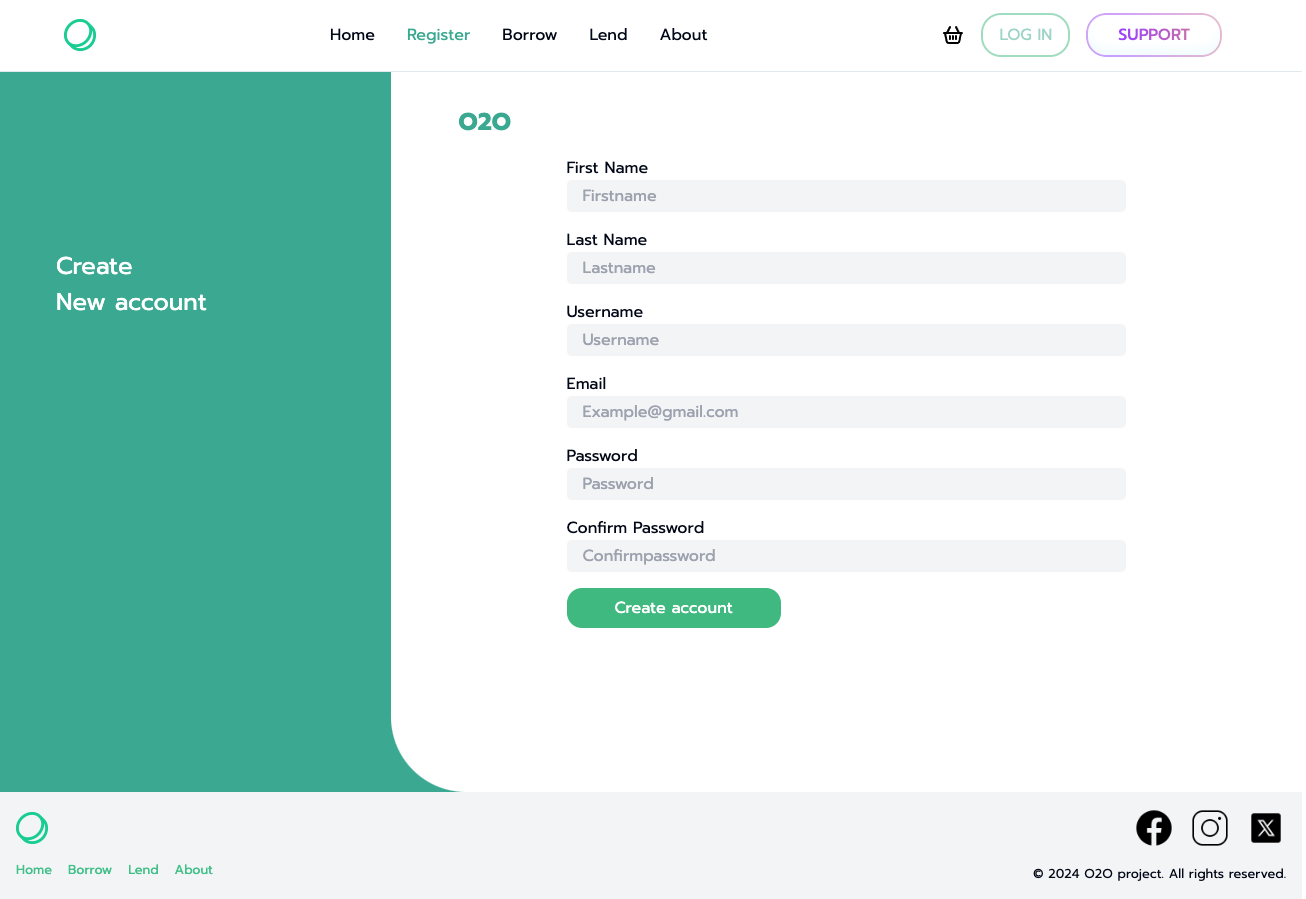 Home Register Borrow Lend About LOG IN SUPPORT
Create
New account
O2O
First Name
Firstname
Last Name
Lastname
Username
Username
Email
Example@gmail.com
Password
Password
Confirm Password
Confirmpassword
Create account
Home Borrow Lend About
© 2024 O2O project. All rights reserved.